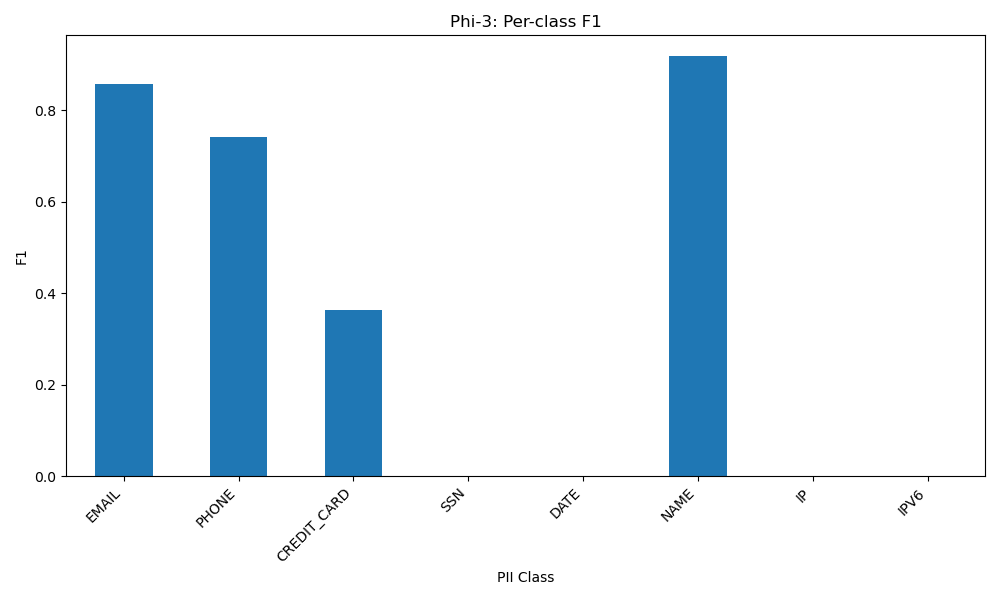 Phi-3: Per-class F1
F1
0.8
0.6
0.4
0.2
0.0
EMAIL
PHONE
CREDIT_CARD
SSN
DATE
NAME
IP
IPV6
PII Class